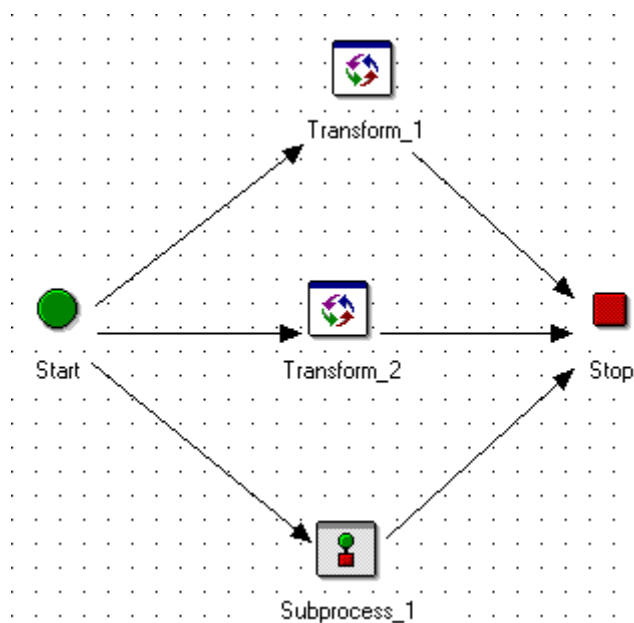 Transform_1
Start
Transform_2
Stop
Subprocess_1